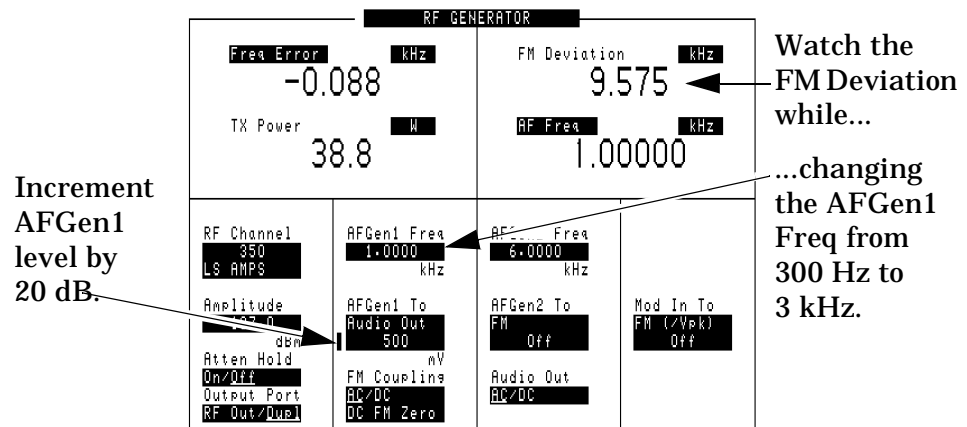 RF GENERATOR
Freq Error kHz
-0.088
TX Power W
38.8
FM Deviation kHz
9.575
AF Freq kHz
1.00000
Watch the
FM Deviation
while...
...changing
the AFGen1
Freq from
300 Hz to
3 kHz.
Increment
AFGen1
level by
20 dB.
RF Channel
350
LS AMPS
Amplitude
dBm
Atten Hold
On/Off
Output Port
RF Out/Dupl
AFGen1 Freq
1.0000
kHz
AFGen1 To
Audio Out
500
mV
FM Coupling
AC/DC
DC FM Zero
Freq
6.0000
kHz
AFGen2 To
FM
Off
Audio Out
AC/DC
Mod In To
FM (/Vpk)
Off